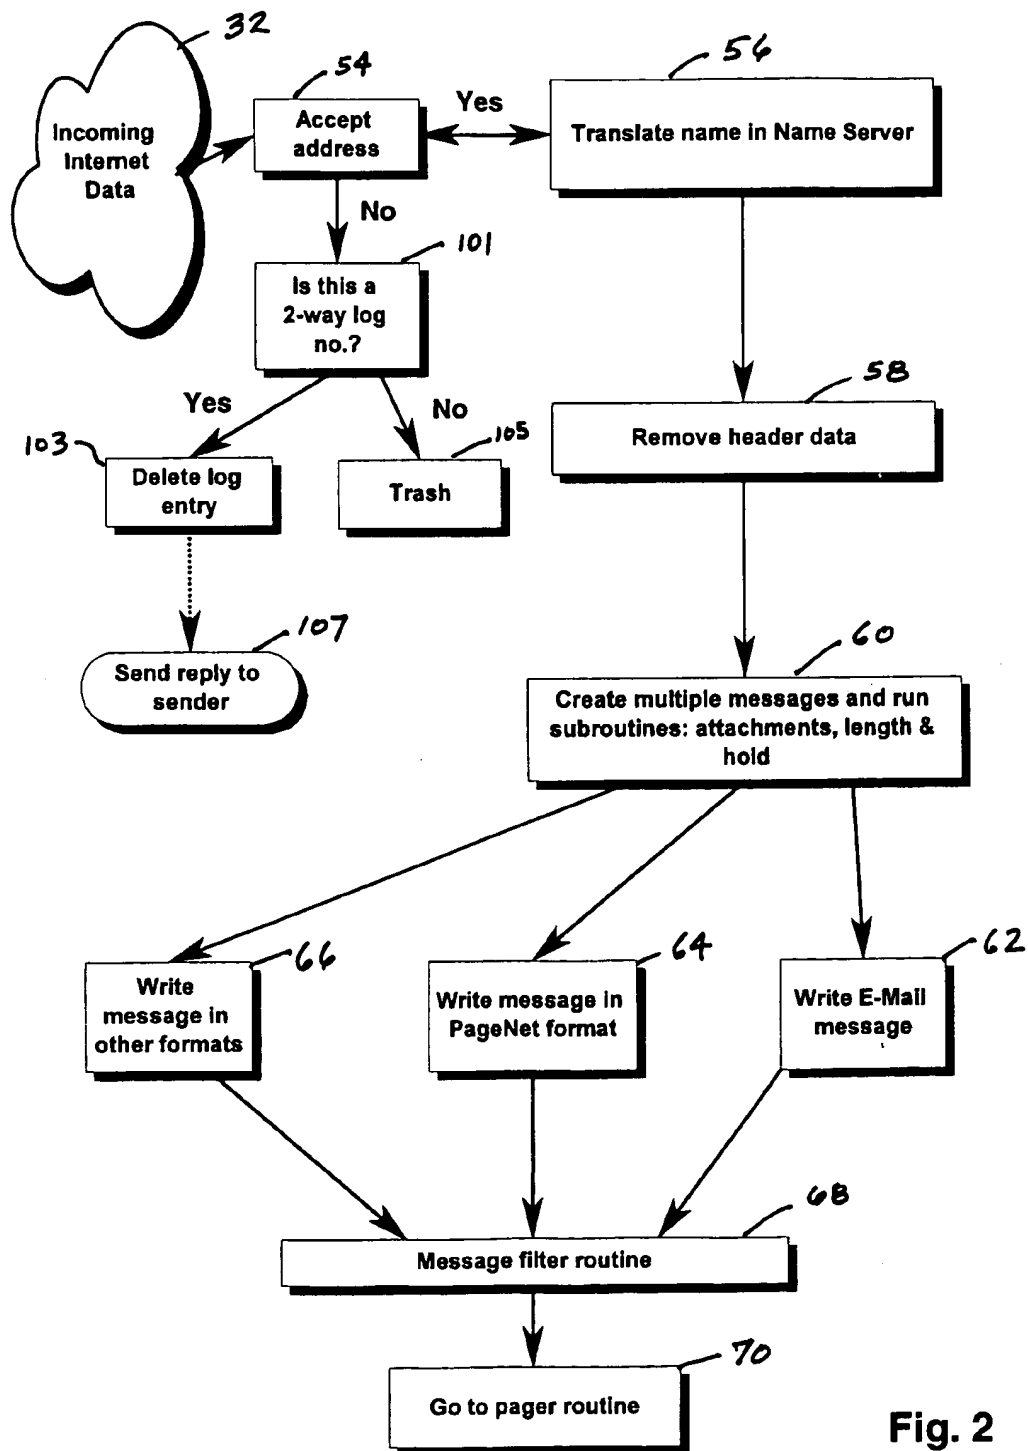 32
54
56
Incoming
Internet
Data
Accept
address
Yes
Translate name in Name Server
No
101
Is this a
2-way log
no.?
58
Yes
No
Remove header data
103
105
Delete log
entry
Trash
107
60
Send reply to
sender
Create multiple messages and run
subroutines: attachments, length &
hold
66
64
62
Write
message in
other formats
Write message in
PageNet format
Write E-Mail
message
68
Message filter routine
70
Go to pager routine
Fig. 2